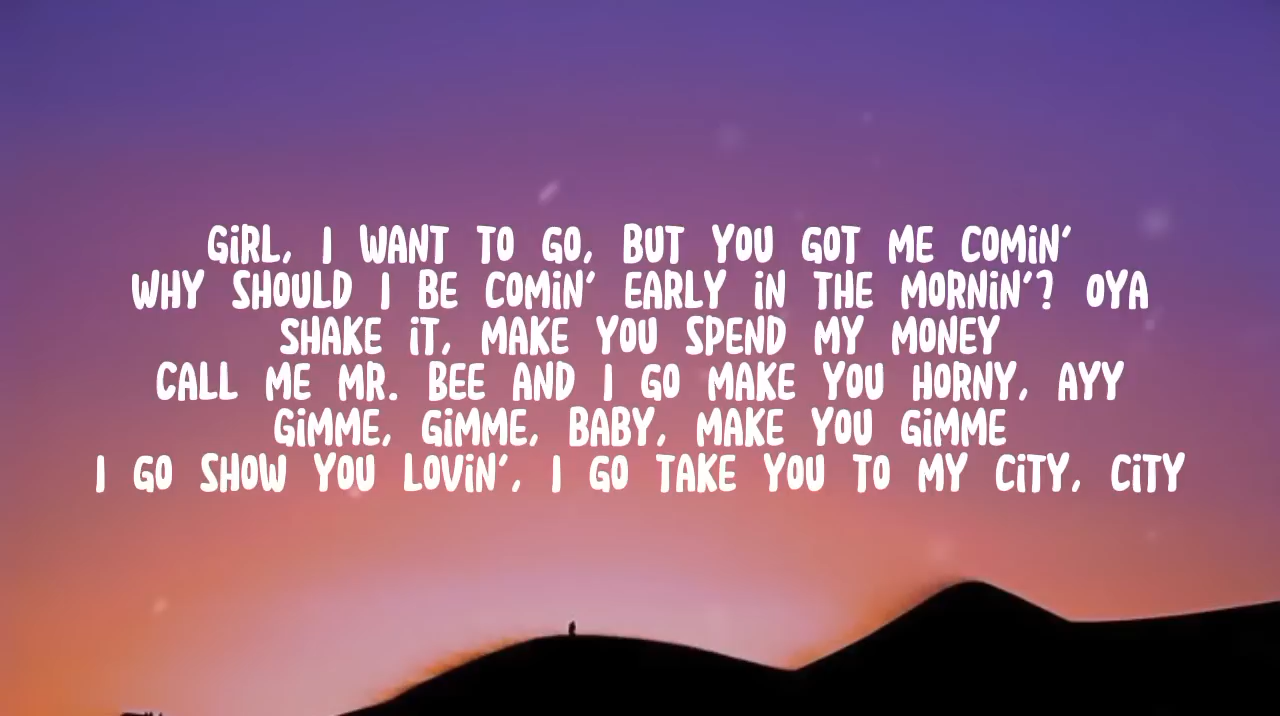 GIRL, I WANT TO GO, BUT YOU GOT ME COMIN'
WHY SHOULD I BE COMIN' EARLY IN THE MORNIN'? OYA
SHAKE IT, MAKE YOU SPEND MY MONEY
CALL ME MR. BEE AND I GO MAKE YOU HORNY, AYY
GIMME, GIMME, BABY, MAKE YOU GIMME
I GO SHOW YOU LOVIN', I GO TAKE YOU TO MY CITY, CITY